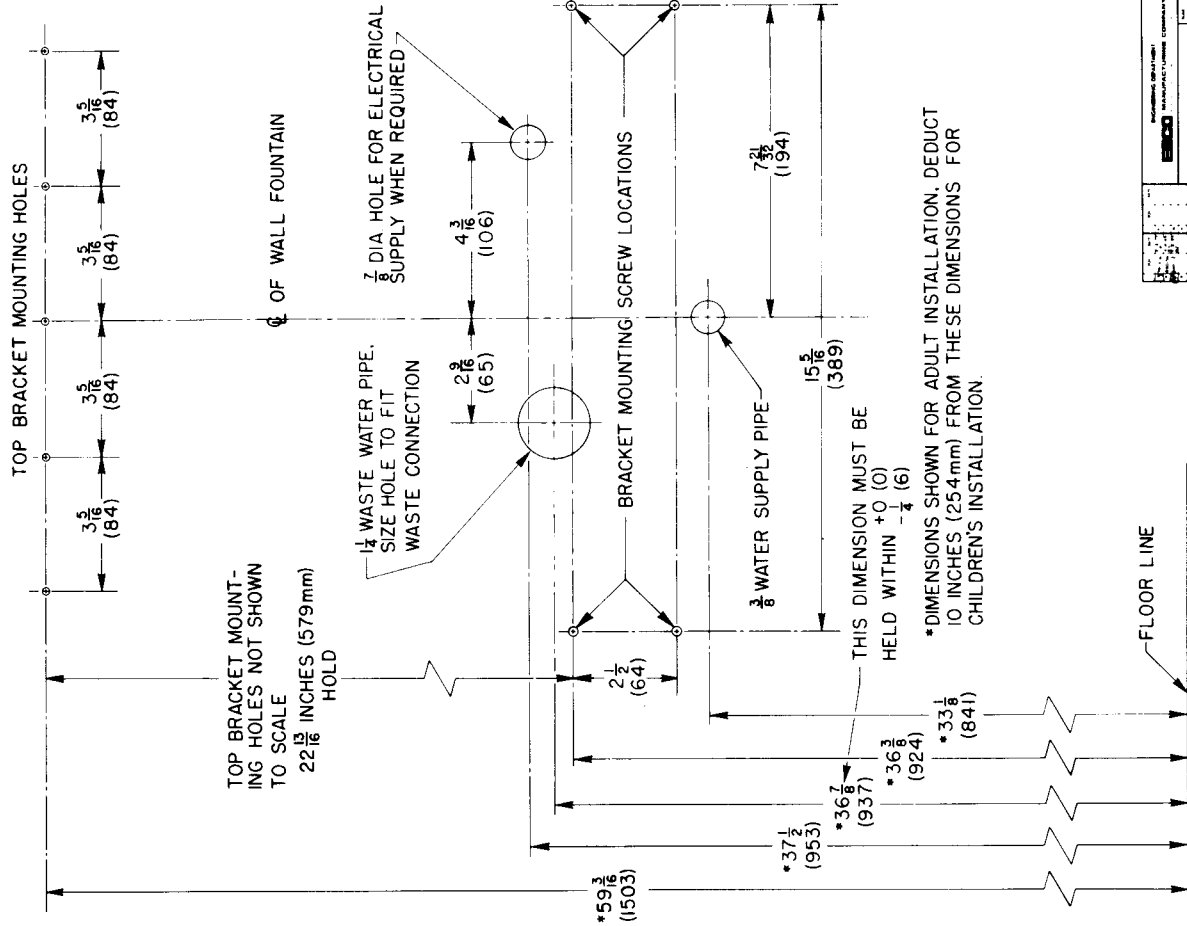 TOP BRACKET MOUNTING HOLES
3 5/16
(84)
3 5/16
(84)
3 5/16
(84)
3 5/16
(84)
TOP BRACKET MOUNT-
ING HOLES NOT SHOWN
TO SCALE
22 13/16 INCHES (579mm)
HOLD
℄ OF WALL FOUNTAIN
1 1/4 WASTE WATER PIPE.
SIZE HOLE TO FIT
WASTE CONNECTION
7/8 DIA HOLE FOR ELECTRICAL
SUPPLY WHEN REQUIRED
2 9/16
(65)
4 3/16
(106)
BRACKET MOUNTING SCREW LOCATIONS
2 1/2
(64)
7 21/32
(194)
15 5/16
(389)
3/8 WATER SUPPLY PIPE
THIS DIMENSION MUST BE
HELD WITHIN +0 (0)
-1/4 (6)
*59 3/16
(1503)
*37 1/2
(953)
*36 7/8
(937)
*36 3/8
(924)
*33 1/8
(841)
*DIMENSIONS SHOWN FOR ADULT INSTALLATION. DEDUCT
10 INCHES (254mm) FROM THESE DIMENSIONS FOR
CHILDREN'S INSTALLATION.
FLOOR LINE
ENGINEERING DEPARTMENT
EBCO MANUFACTURING COMPANY